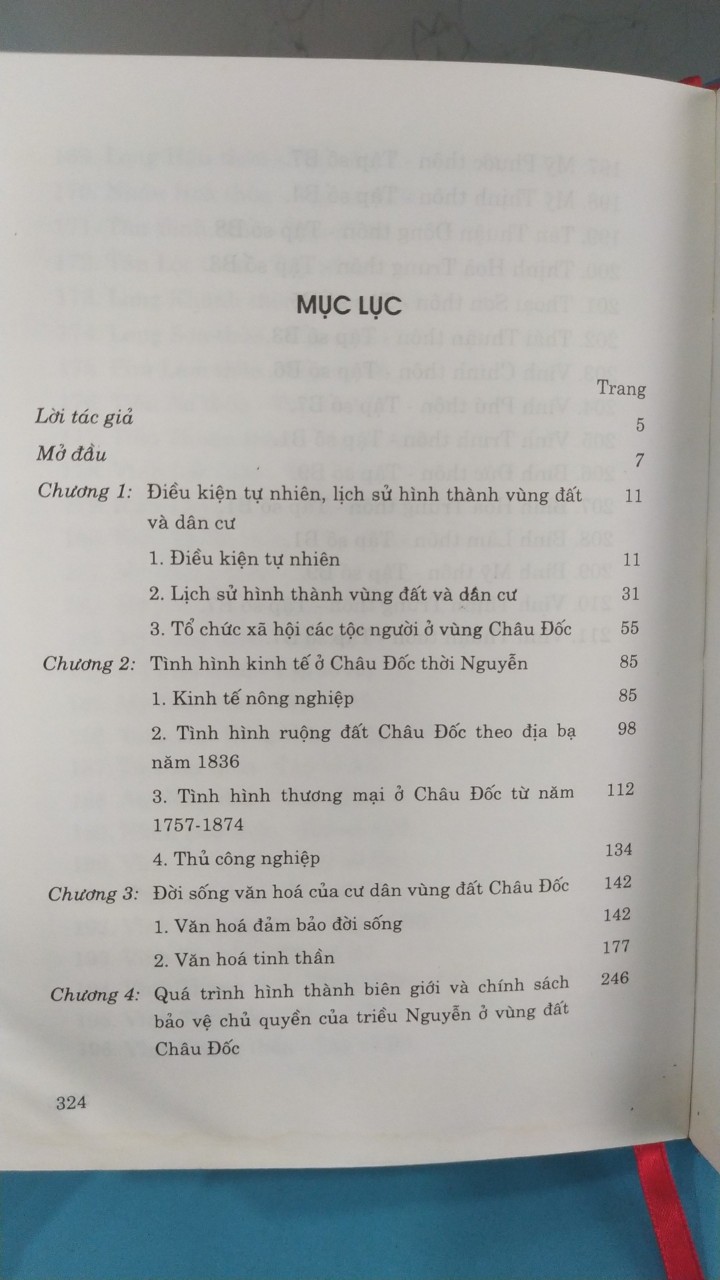 MỤC LỤC
Trang
Lời tác giả 5
Mở đầu 7
Chương 1: Điều kiện tự nhiên, lịch sử hình thành vùng đất 11
và dân cư
1. Điều kiện tự nhiên 11
2. Lịch sử hình thành vùng đất và dân cư 31
3. Tổ chức xã hội các tộc người ở vùng Châu Đốc 55
Chương 2: Tình hình kinh tế ở Châu Đốc thời Nguyễn 85
1. Kinh tế nông nghiệp 85
2. Tình hình ruộng đất Châu Đốc theo địa bạ 98
năm 1836
3. Tình hình thương mại ở Châu Đốc từ năm 112
1757-1874
4. Thủ công nghiệp 134
Chương 3: Đời sống văn hoá của cư dân vùng đất Châu Đốc 142
1. Văn hoá đảm bảo đời sống 142
2. Văn hoá tinh thần 177
Chương 4: Quá trình hình thành biên giới và chính sách 246
bảo vệ chủ quyền của triều Nguyễn ở vùng đất
Châu Đốc
324